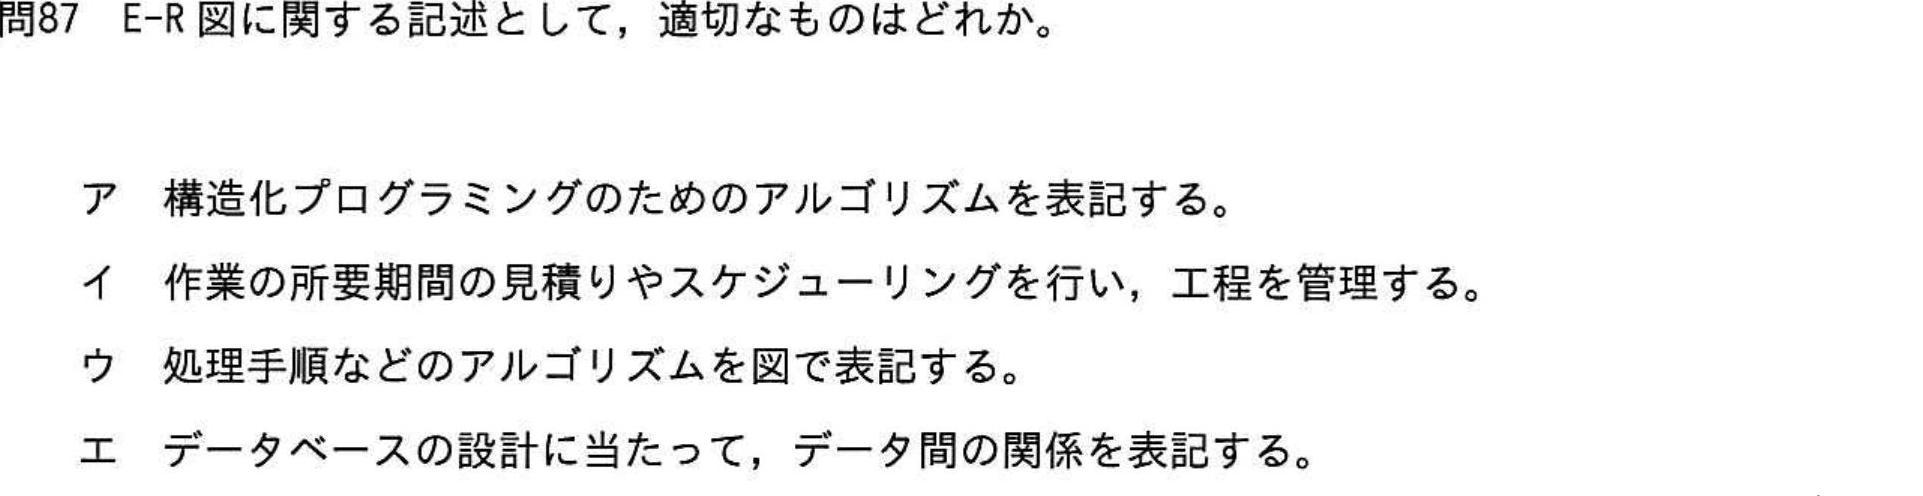 問87 E-R図に関する記述として，適切なものはどれか。
ア 構造化プログラミングのためのアルゴリズムを表記する。
イ 作業の所要期間の見積りやスケジューリングを行い，工程を管理する。
ウ 処理手順などのアルゴリズムを図で表記する。
エ データベースの設計に当たって，データ間の関係を表記する。